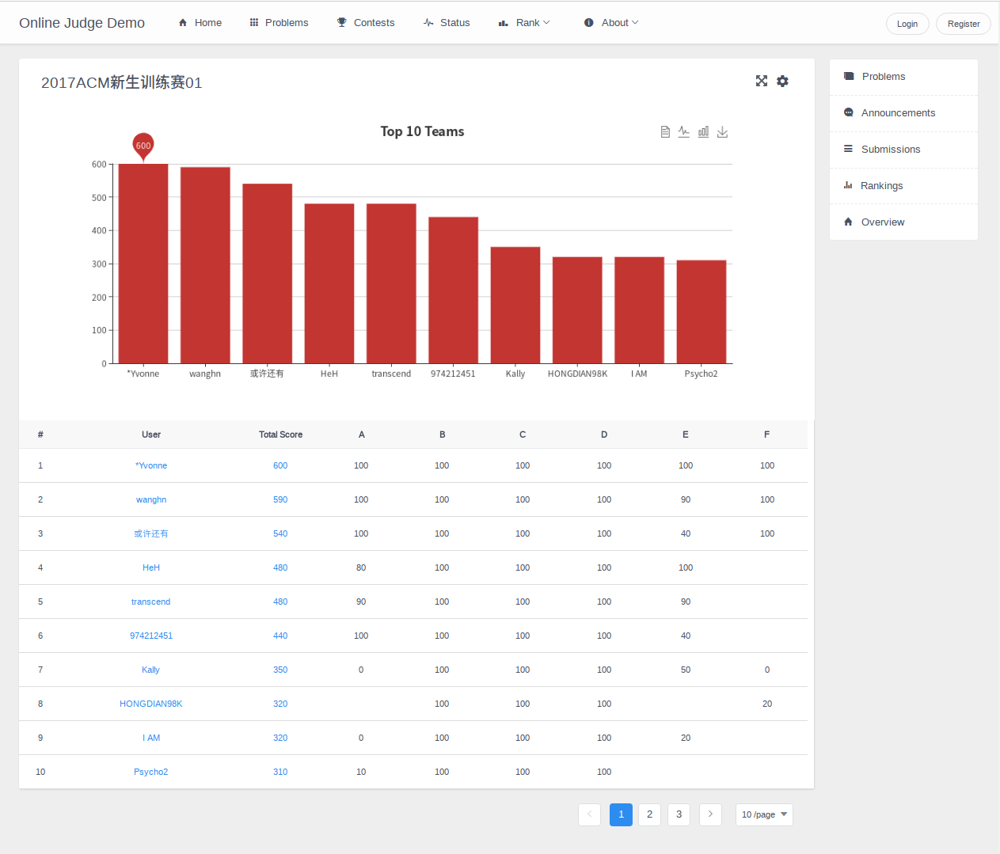 Online Judge Demo Home Problems Contests Status Rank About Login Register
2017ACM新生训练赛01
Top 10 Teams
600
600
500
400
300
200
100
0
*Yvonne wanghn 或许还有 HeH transcend 974212451 Kally HONGDIAN98K I AM Psycho2
# User Total Score A B C D E F
1 *Yvonne 600 100 100 100 100 100 100
2 wanghn 590 100 100 100 100 90 100
3 或许还有 540 100 100 100 100 40 100
4 HeH 480 80 100 100 100 100
5 transcend 480 90 100 100 100 90
6 974212451 440 100 100 100 100 40
7 Kally 350 0 100 100 100 50 0
8 HONGDIAN98K 320 100 100 100 20
9 I AM 320 0 100 100 100 20
10 Psycho2 310 10 100 100 100
1 2 3 10 /page
Problems
Announcements
Submissions
Rankings
Overview